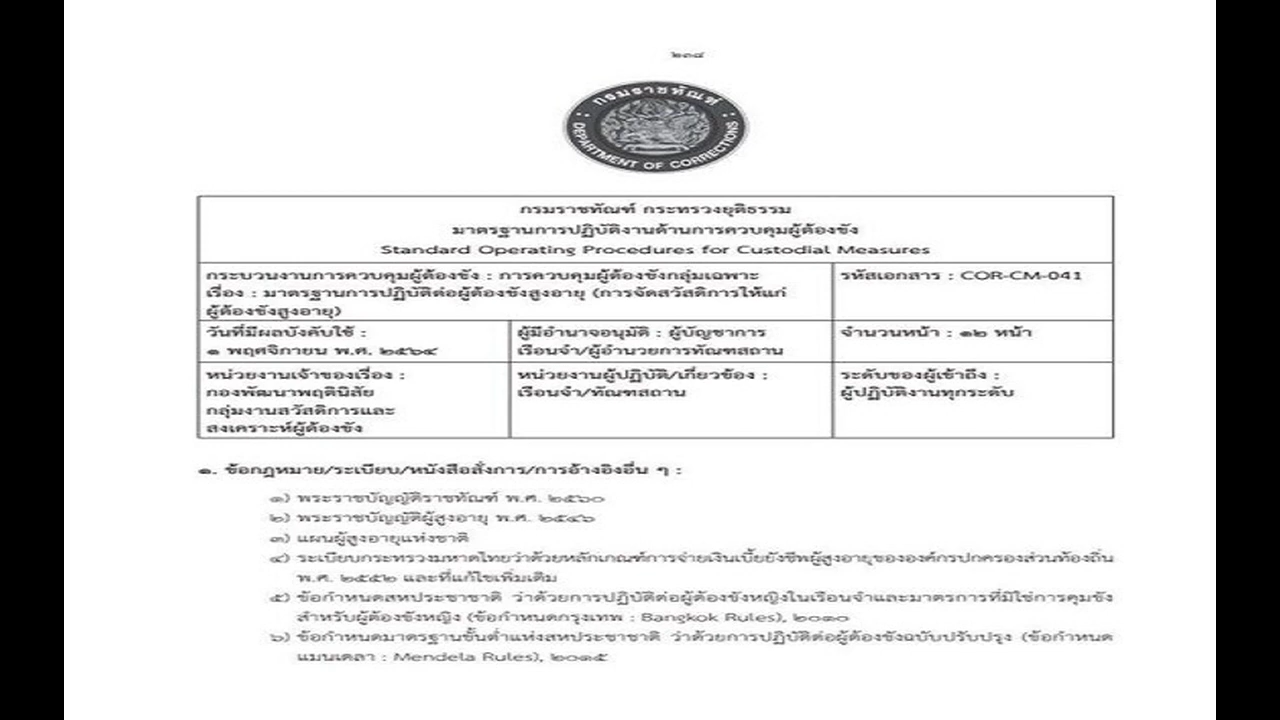 ๒๓๔
กรมราชทัณฑ์
DEPARTMENT OF CORRECTIONS
กรมราชทัณฑ์ กระทรวงยุติธรรม
มาตรฐานการปฏิบัติงานด้านการควบคุมผู้ต้องขัง
Standard Operating Procedures for Custodial Measures
กระบวนงานการควบคุมผู้ต้องขัง : การควบคุมผู้ต้องขังกลุ่มเฉพาะ
เรื่อง : มาตรฐานการปฏิบัติต่อผู้ต้องขังสูงอายุ (การจัดสวัสดิการให้แก่
ผู้ต้องขังสูงอายุ)
รหัสเอกสาร : COR-CM-041
วันที่มีผลบังคับใช้ :
๑ พฤศจิกายน พ.ศ. ๒๕๖๔
ผู้มีอำนาจอนุมัติ : ผู้บัญชาการ
เรือนจำ/ผู้อำนวยการทัณฑสถาน
จำนวนหน้า : ๑๒ หน้า
หน่วยงานเจ้าของเรื่อง :
กองพัฒนาพฤตินิสัย
กลุ่มงานสวัสดิการและ
สงเคราะห์ผู้ต้องขัง
หน่วยงานผู้ปฏิบัติ/เกี่ยวข้อง :
เรือนจำ/ทัณฑสถาน
ระดับของผู้เข้าถึง :
ผู้ปฏิบัติงานทุกระดับ
๑. ข้อกฎหมาย/ระเบียบ/หนังสือสั่งการ/การอ้างอิงอื่น ๆ :
๑) พระราชบัญญัติราชทัณฑ์ พ.ศ. ๒๕๖๐
๒) พระราชบัญญัติผู้สูงอายุ พ.ศ. ๒๕๔๖
๓) แผนผู้สูงอายุแห่งชาติ
๔) ระเบียบกระทรวงมหาดไทยว่าด้วยหลักเกณฑ์การจ่ายเงินเบี้ยยังชีพผู้สูงอายุขององค์กรปกครองส่วนท้องถิ่น
พ.ศ. ๒๕๕๒ และที่แก้ไขเพิ่มเติม
๕) ข้อกำหนดสหประชาชาติ ว่าด้วยการปฏิบัติต่อผู้ต้องขังหญิงในเรือนจำและมาตรการที่มิใช่การคุมขัง
สำหรับผู้ต้องขังหญิง (ข้อกำหนดกรุงเทพ : Bangkok Rules), ๒๐๑๐
๖) ข้อกำหนดมาตรฐานขั้นต่ำแห่งสหประชาชาติ ว่าด้วยการปฏิบัติต่อผู้ต้องขังฉบับปรับปรุง (ข้อกำหนด
แมนเดลา : Mendela Rules), ๒๐๑๕